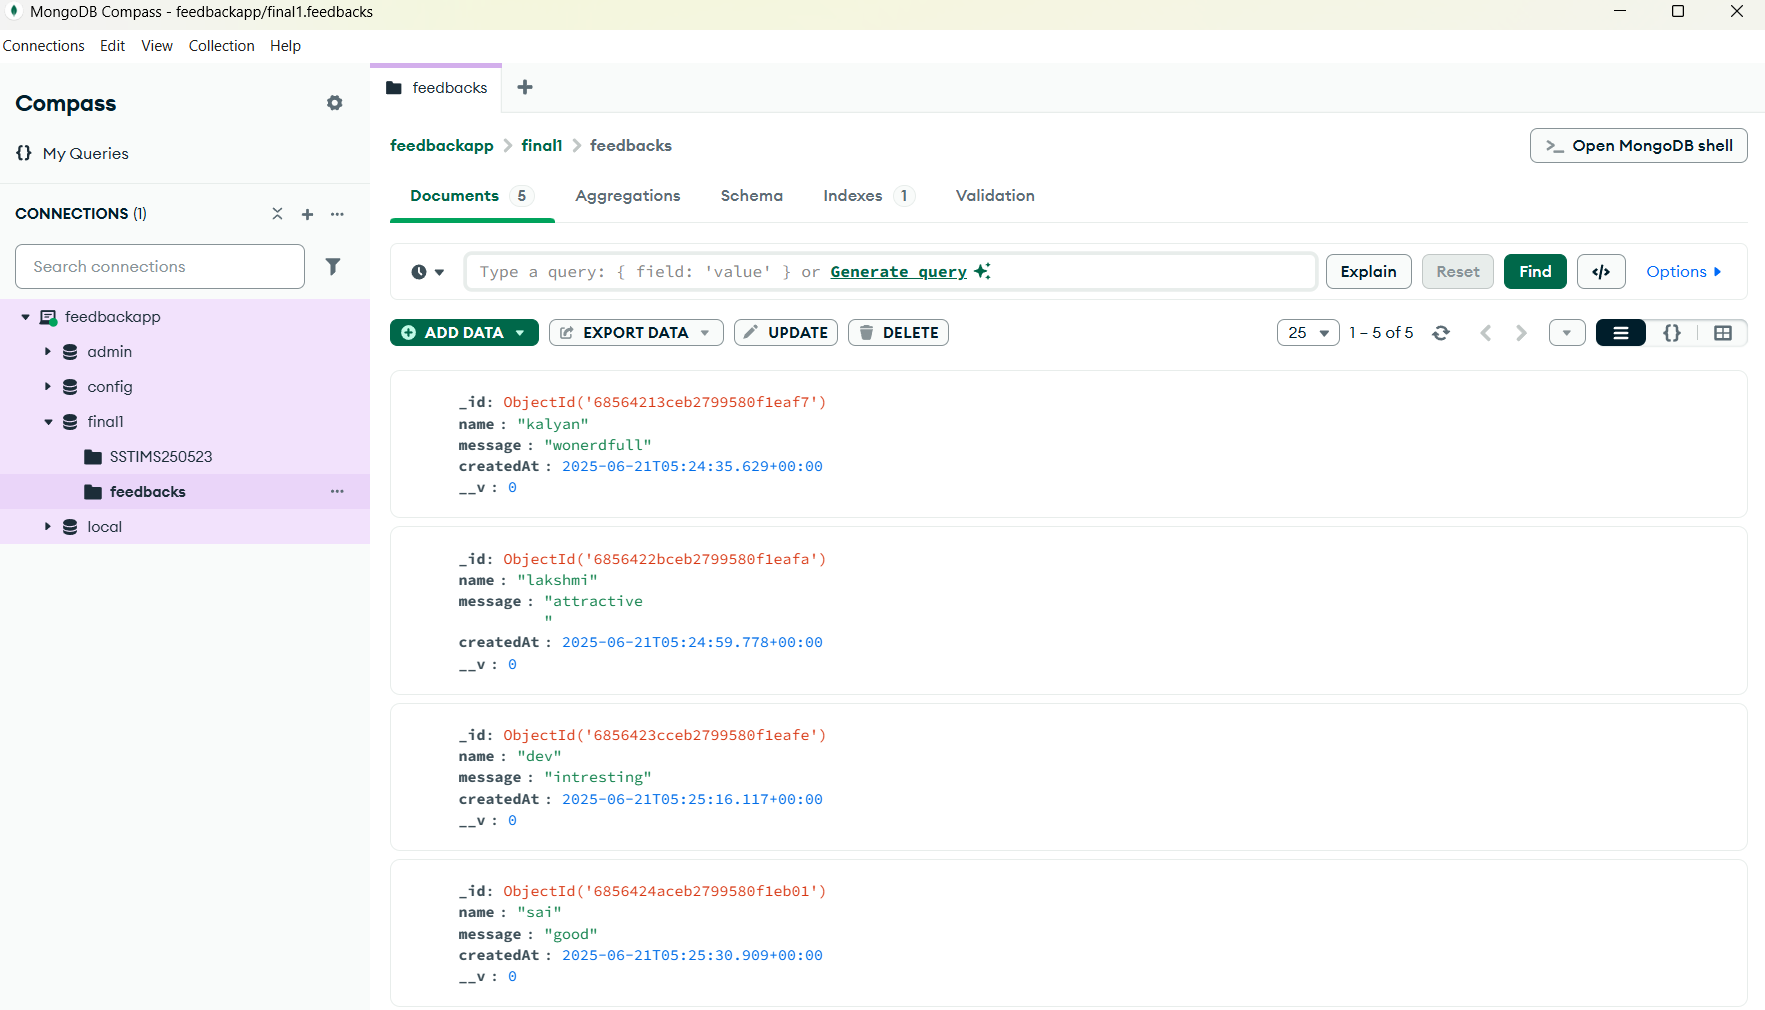 MongoDB Compass - feedbackapp/final1.feedbacks
Connections Edit View Collection Help
Compass
{} My Queries
CONNECTIONS (1)
Search connections
feedbackapp
admin
config
final1
SSTIMS250523
feedbacks
local
feedbacks
feedbackapp > final1 > feedbacks
>_ Open MongoDB shell
Documents 5 Aggregations Schema Indexes 1 Validation
Type a query: { field: 'value' } or Generate query
Explain Reset Find </> Options
ADD DATA EXPORT DATA UPDATE DELETE
25 1 – 5 of 5 {}
_id: ObjectId('68564213ceb2799580f1eaf7')
name : "kalyan"
message : "wonerdfull"
createdAt : 2025-06-21T05:24:35.629+00:00
__v : 0
_id: ObjectId('6856422bceb2799580f1eafa')
name : "lakshmi"
message : "attractive
"
createdAt : 2025-06-21T05:24:59.778+00:00
__v : 0
_id: ObjectId('6856423cceb2799580f1eafe')
name : "dev"
message : "intresting"
createdAt : 2025-06-21T05:25:16.117+00:00
__v : 0
_id: ObjectId('6856424aceb2799580f1eb01')
name : "sai"
message : "good"
createdAt : 2025-06-21T05:25:30.909+00:00
__v : 0